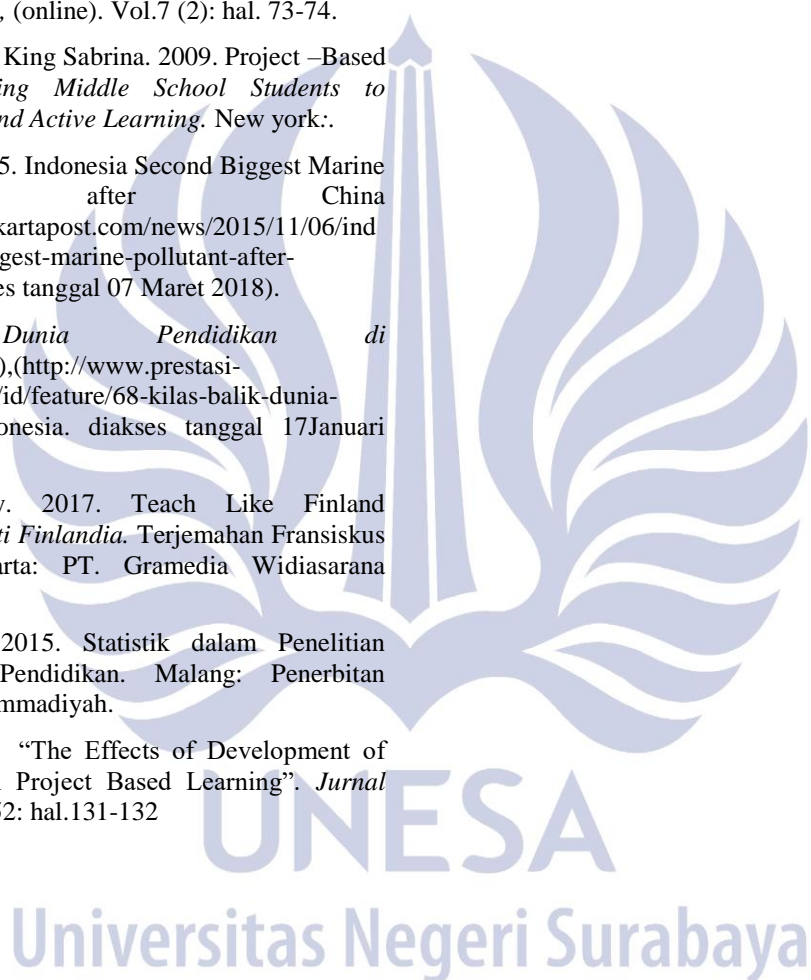 , (online). Vol.7 (2): hal. 73-74.
King Sabrina. 2009. Project –Based
ing Middle School Students to
nd Active Learning. New york:.
5. Indonesia Second Biggest Marine
after China
kartapost.com/news/2015/11/06/ind
gest-marine-pollutant-after-
es tanggal 07 Maret 2018).
Dunia Pendidikan di
),(http://www.prestasi-
/id/feature/68-kilas-balik-dunia-
onesia. diakses tanggal 17Januari
y. 2017. Teach Like Finland
ti Finlandia. Terjemahan Fransiskus
arta: PT. Gramedia Widiasarana
2015. Statistik dalam Penelitian
Pendidikan. Malang: Penerbitan
mmadiyah.
“The Effects of Development of
Project Based Learning”. Jurnal
52: hal.131-132
UNESA
Universitas Negeri Surabaya